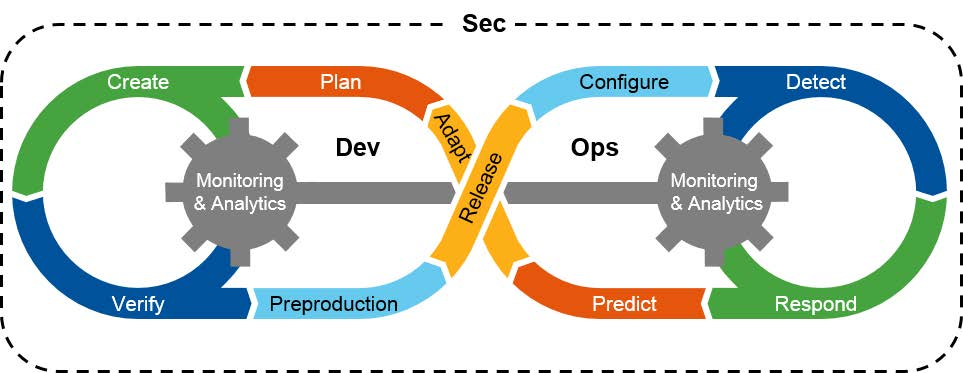 Sec
Create
Plan
Configure
Detect
Adapt
Dev
Ops
Release
Monitoring
& Analytics
Monitoring
& Analytics
Verify
Preproduction
Predict
Respond